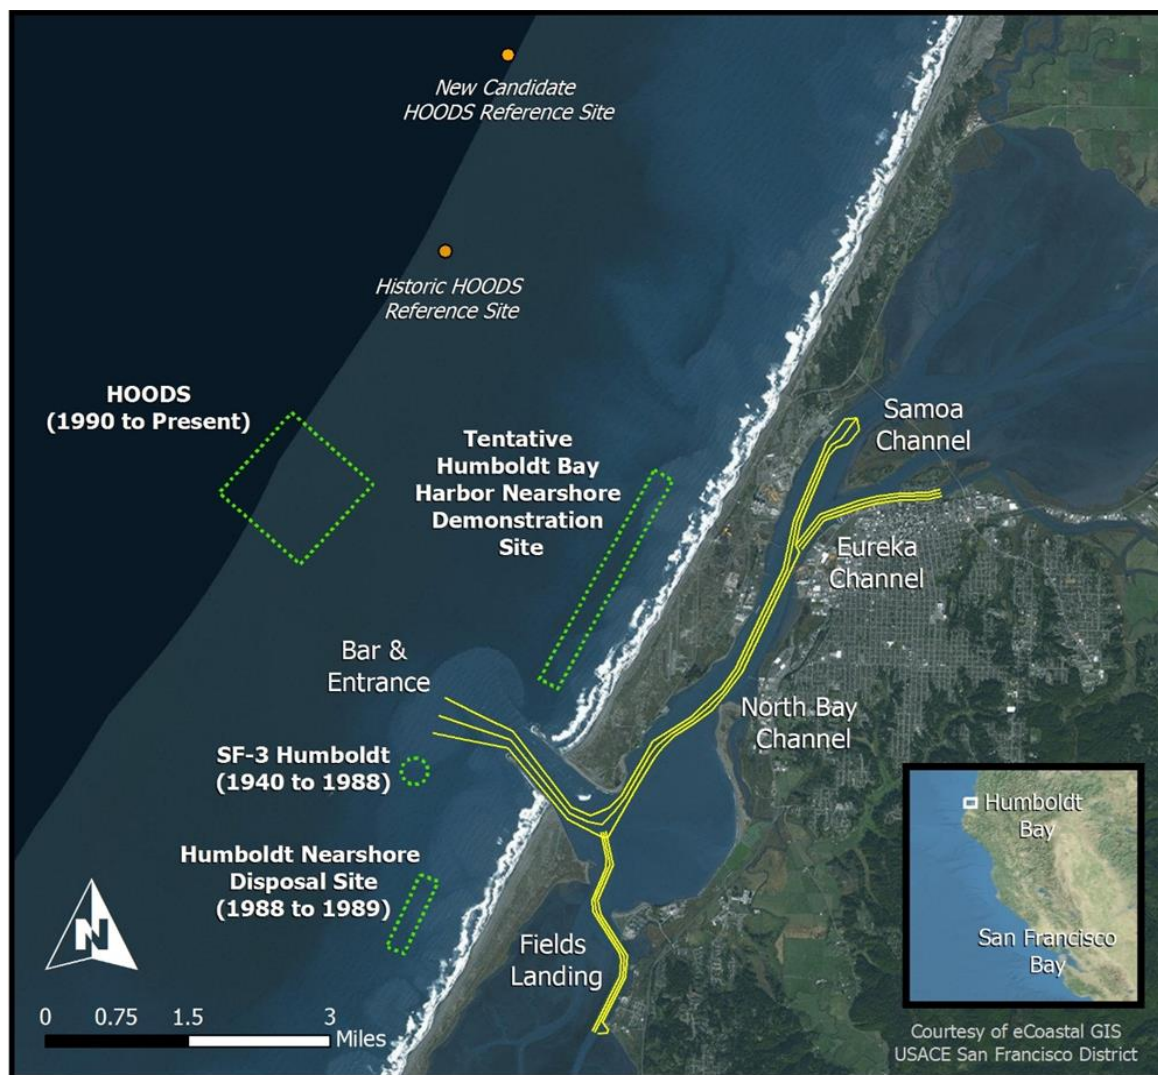 New Candidate
HOODS Reference Site
Historic HOODS
Reference Site
HOODS
(1990 to Present)
Tentative
Humboldt Bay
Harbor Nearshore
Demonstration
Site
Samoa
Channel
Eureka
Channel
Bar &
Entrance
North Bay
Channel
SF-3 Humboldt
(1940 to 1988)
Humboldt Nearshore
Disposal Site
(1988 to 1989)
Fields
Landing
N
0 0.75 1.5 3
Miles
Humboldt
Bay
San Francisco
Bay
Courtesy of eCoastal GIS
USACE San Francisco District